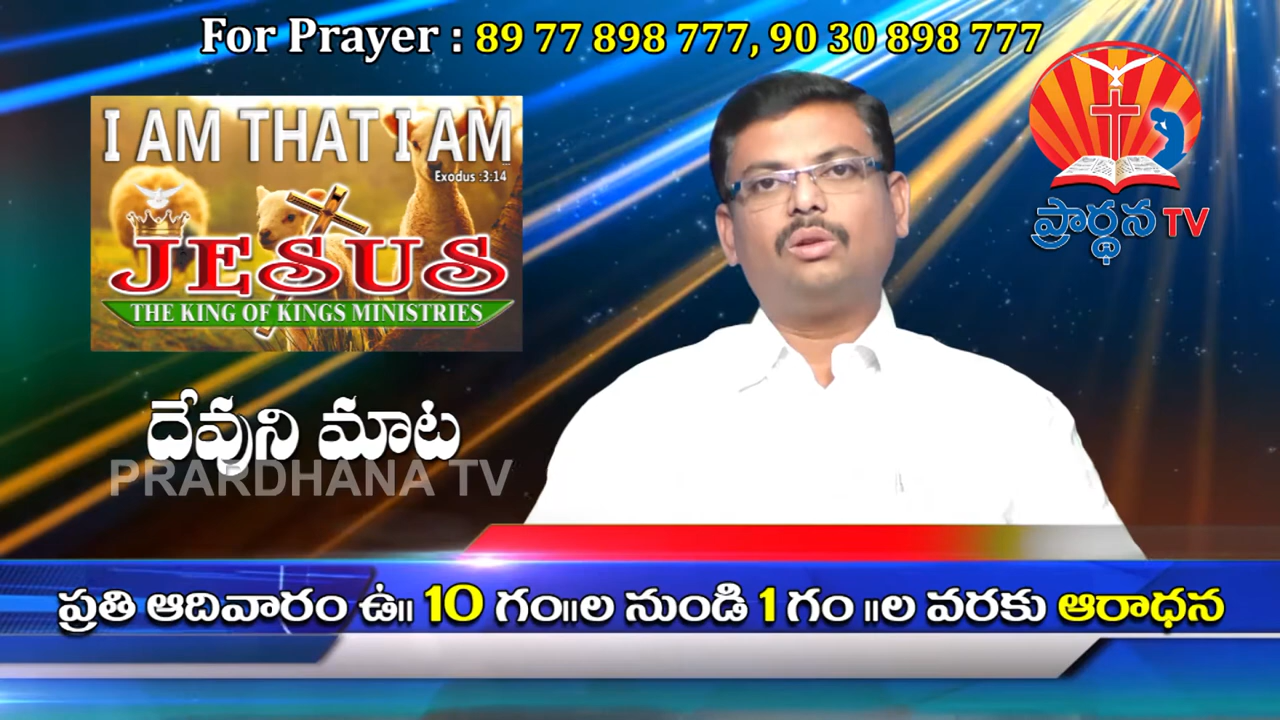 For Prayer : 89 77 898 777, 90 30 898 777
I AM THAT I AM
Exodus :3:14
JESUS
THE KING OF KINGS MINISTRIES
ప్రార్థన TV
దేవుని మాట
PRARDHANA TV
ప్రతి ఆదివారం ఉ॥ 10 గం॥ల నుండి 1 గం ॥ల వరకు ఆరాధన